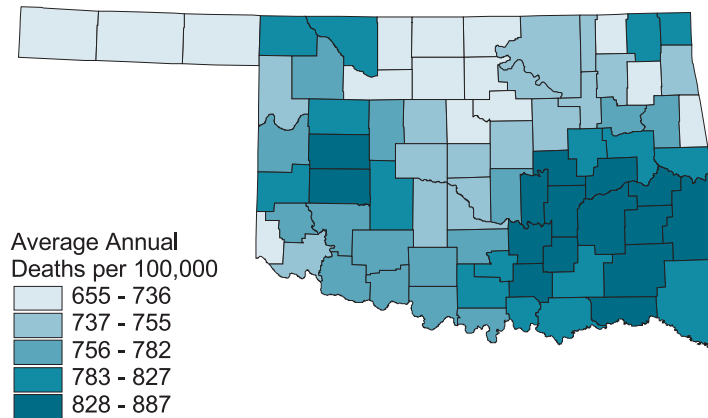 Average Annual
Deaths per 100,000
655 - 736
737 - 755
756 - 782
783 - 827
828 - 887